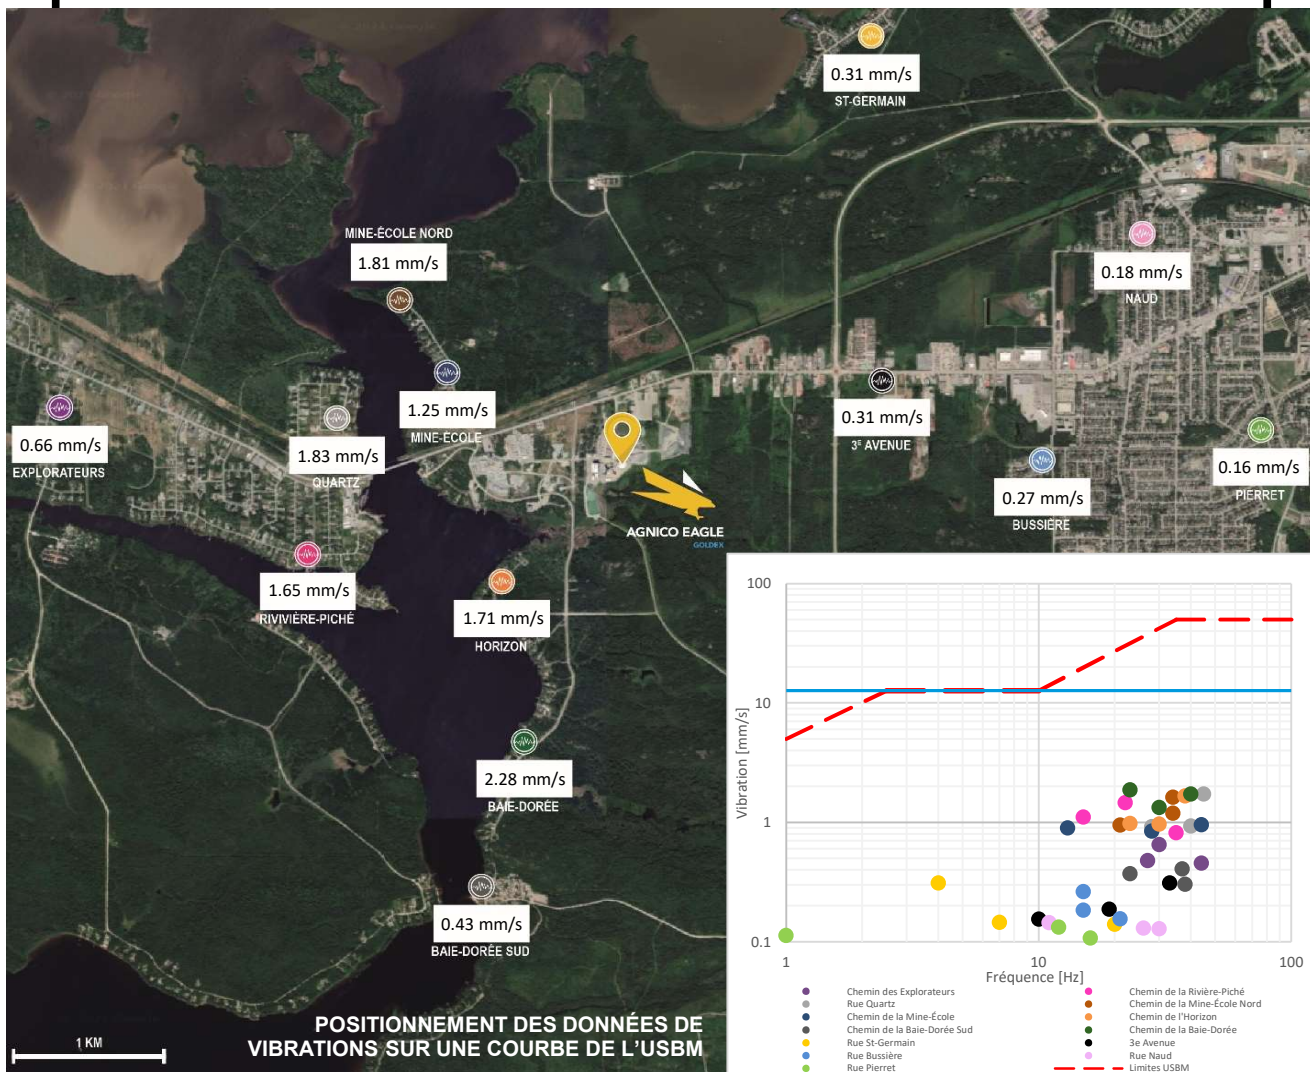 0.31 mm/s
ST-GERMAIN
MINE-ÉCOLE NORD
1.81 mm/s
0.18 mm/s
NAUD
1.25 mm/s
MINE-ÉCOLE
0.66 mm/s
EXPLORATEURS
1.83 mm/s
QUARTZ
0.31 mm/s
3E AVENUE
0.27 mm/s
BUSSIÈRE
0.16 mm/s
PIERRET
AGNICO EAGLE
GOLDEX
1.65 mm/s
RIVIVIÈRE-PICHÉ
1.71 mm/s
HORIZON
2.28 mm/s
BAIE-DORÉE
0.43 mm/s
BAIE-DORÉE SUD
POSITIONNEMENT DES DONNÉES DE
VIBRATIONS SUR UNE COURBE DE L'USBM
1 KM
100
10
1
0.1
Vibration [mm/s]
1
10
100
Fréquence [Hz]
Chemin des Explorateurs
Chemin de la Rivière-Piché
Rue Quartz
Chemin de la Mine-École Nord
Chemin de la Mine-École
Chemin de l'Horizon
Chemin de la Baie-Dorée Sud
Chemin de la Baie-Dorée
Rue St-Germain
3e Avenue
Rue Bussière
Rue Naud
Rue Pierret
Limites USBM